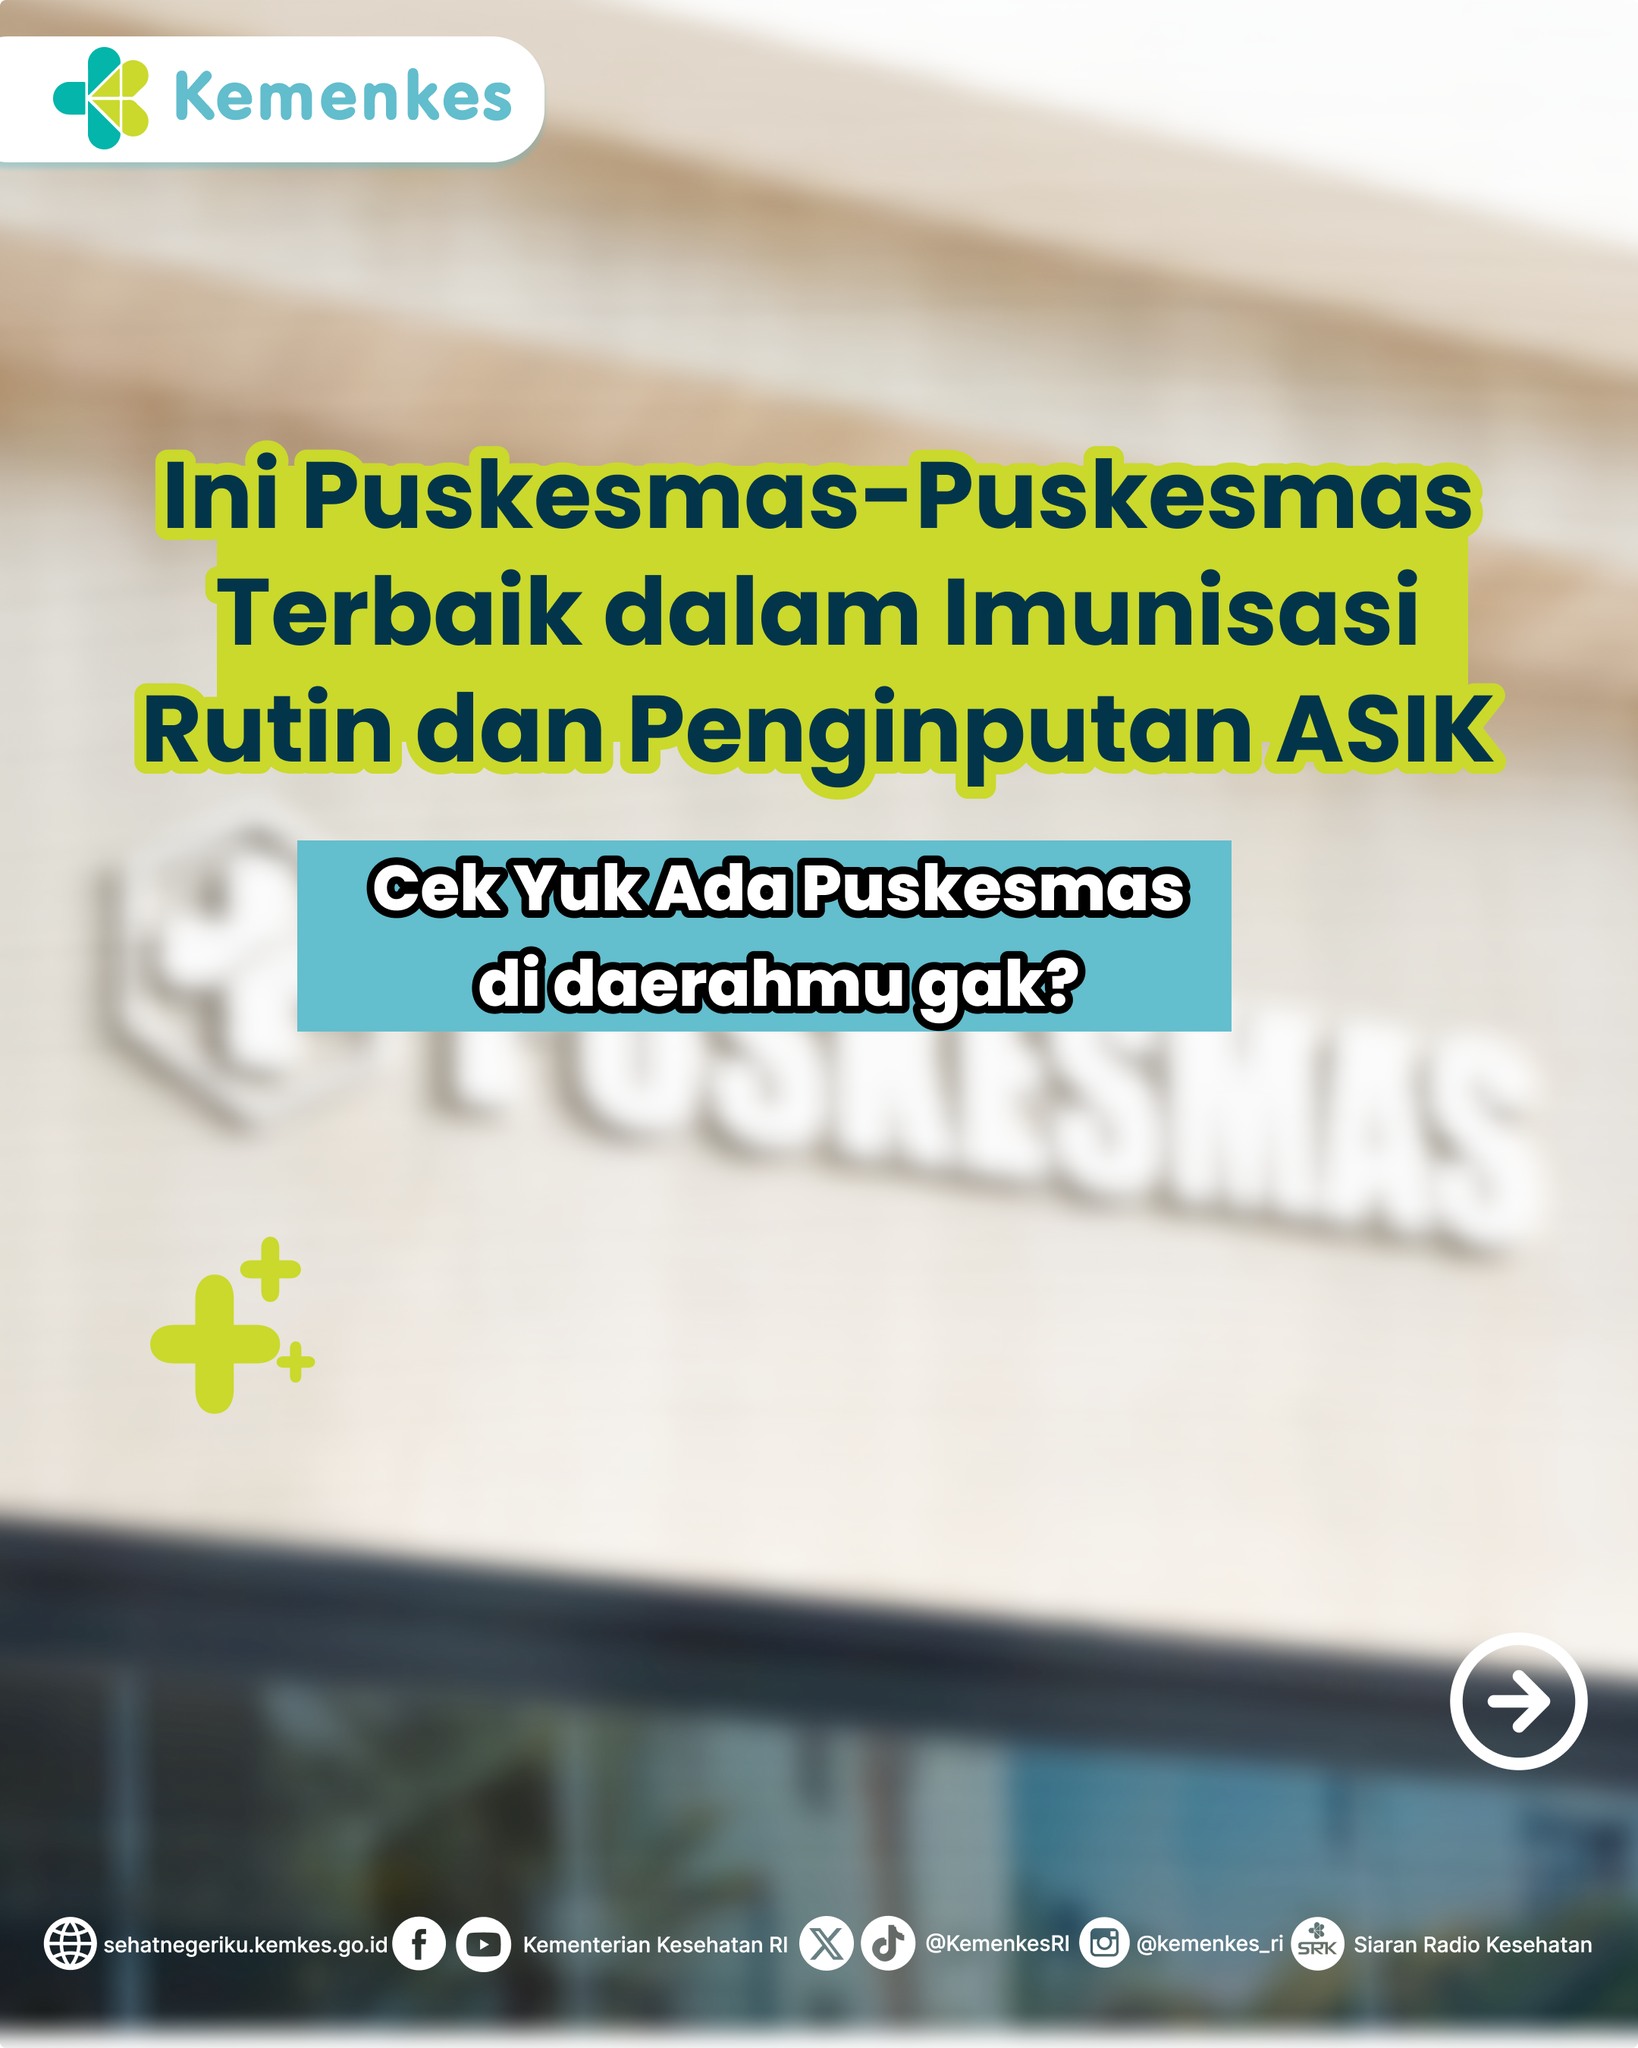 Kemenkes
Ini Puskesmas-Puskesmas
Terbaik dalam Imunisasi
Rutin dan Penginputan ASIK
Cek Yuk Ada Puskesmas
di daerahmu gak?
PUSKESMAS
sehatnegeriku.kemkes.go.id Kementerian Kesehatan RI @KemenkesRI @kemenkes_ri SRK Siaran Radio Kesehatan